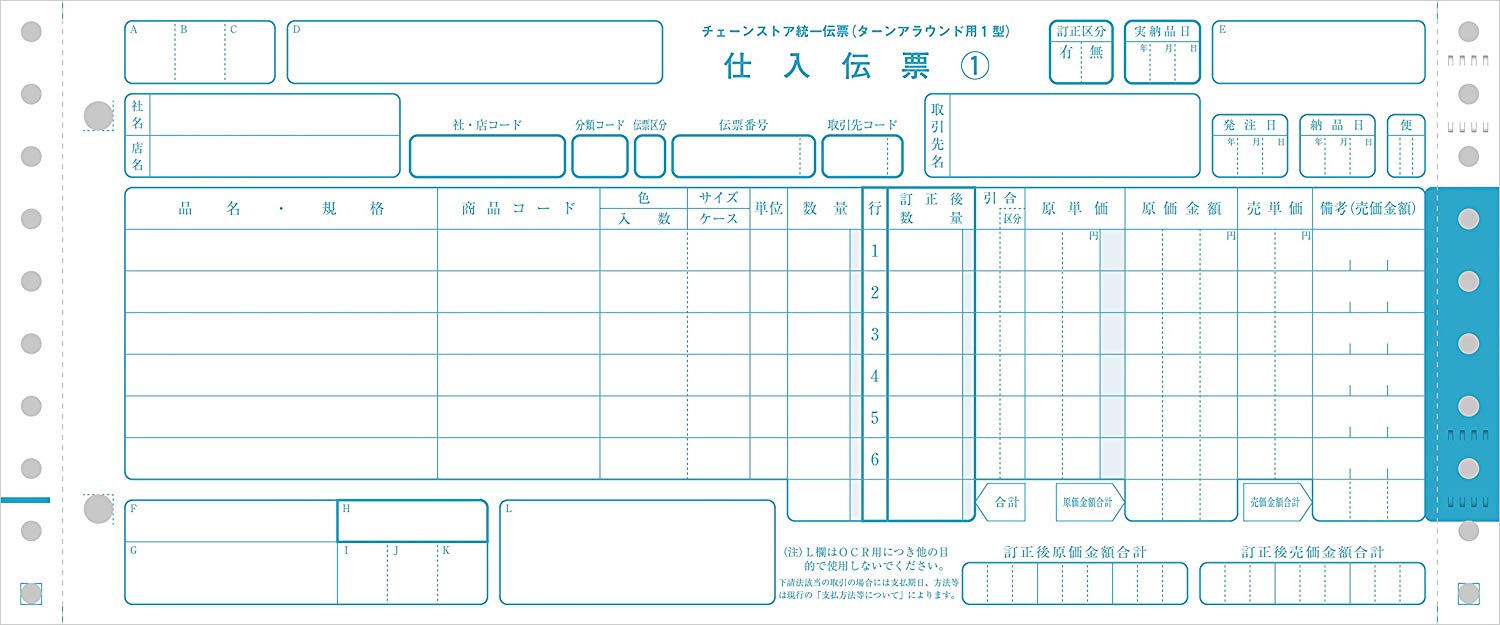 A B C
D
チェーンストア統一伝票(ターンアラウンド用1型)
仕入伝票 ①
訂正区分
有 無
実納品日
年 月 日
E
社名
店名
社・店コード
分類コード
伝票区分
伝票番号
取引先コード
取引先名
発注日
年 月 日
納品日
年 月 日
便
品名・規格
商品コード
色
入数
サイズ
ケース
単位
数量
行
訂正後
数量
引合
区分
原単価
原価金額
売単価
備考(売価金額)
円
円
円
1
2
3
4
5
6
合計
原価金額合計
売価金額合計
F
G
H
I J K
L
(注)L欄はOCR用につき他の目
的で使用しないでください。
下請法該当の取引の場合には支払期日、方法等
は現行の「支払方法等について」によります。
訂正後原価金額合計
訂正後売価金額合計